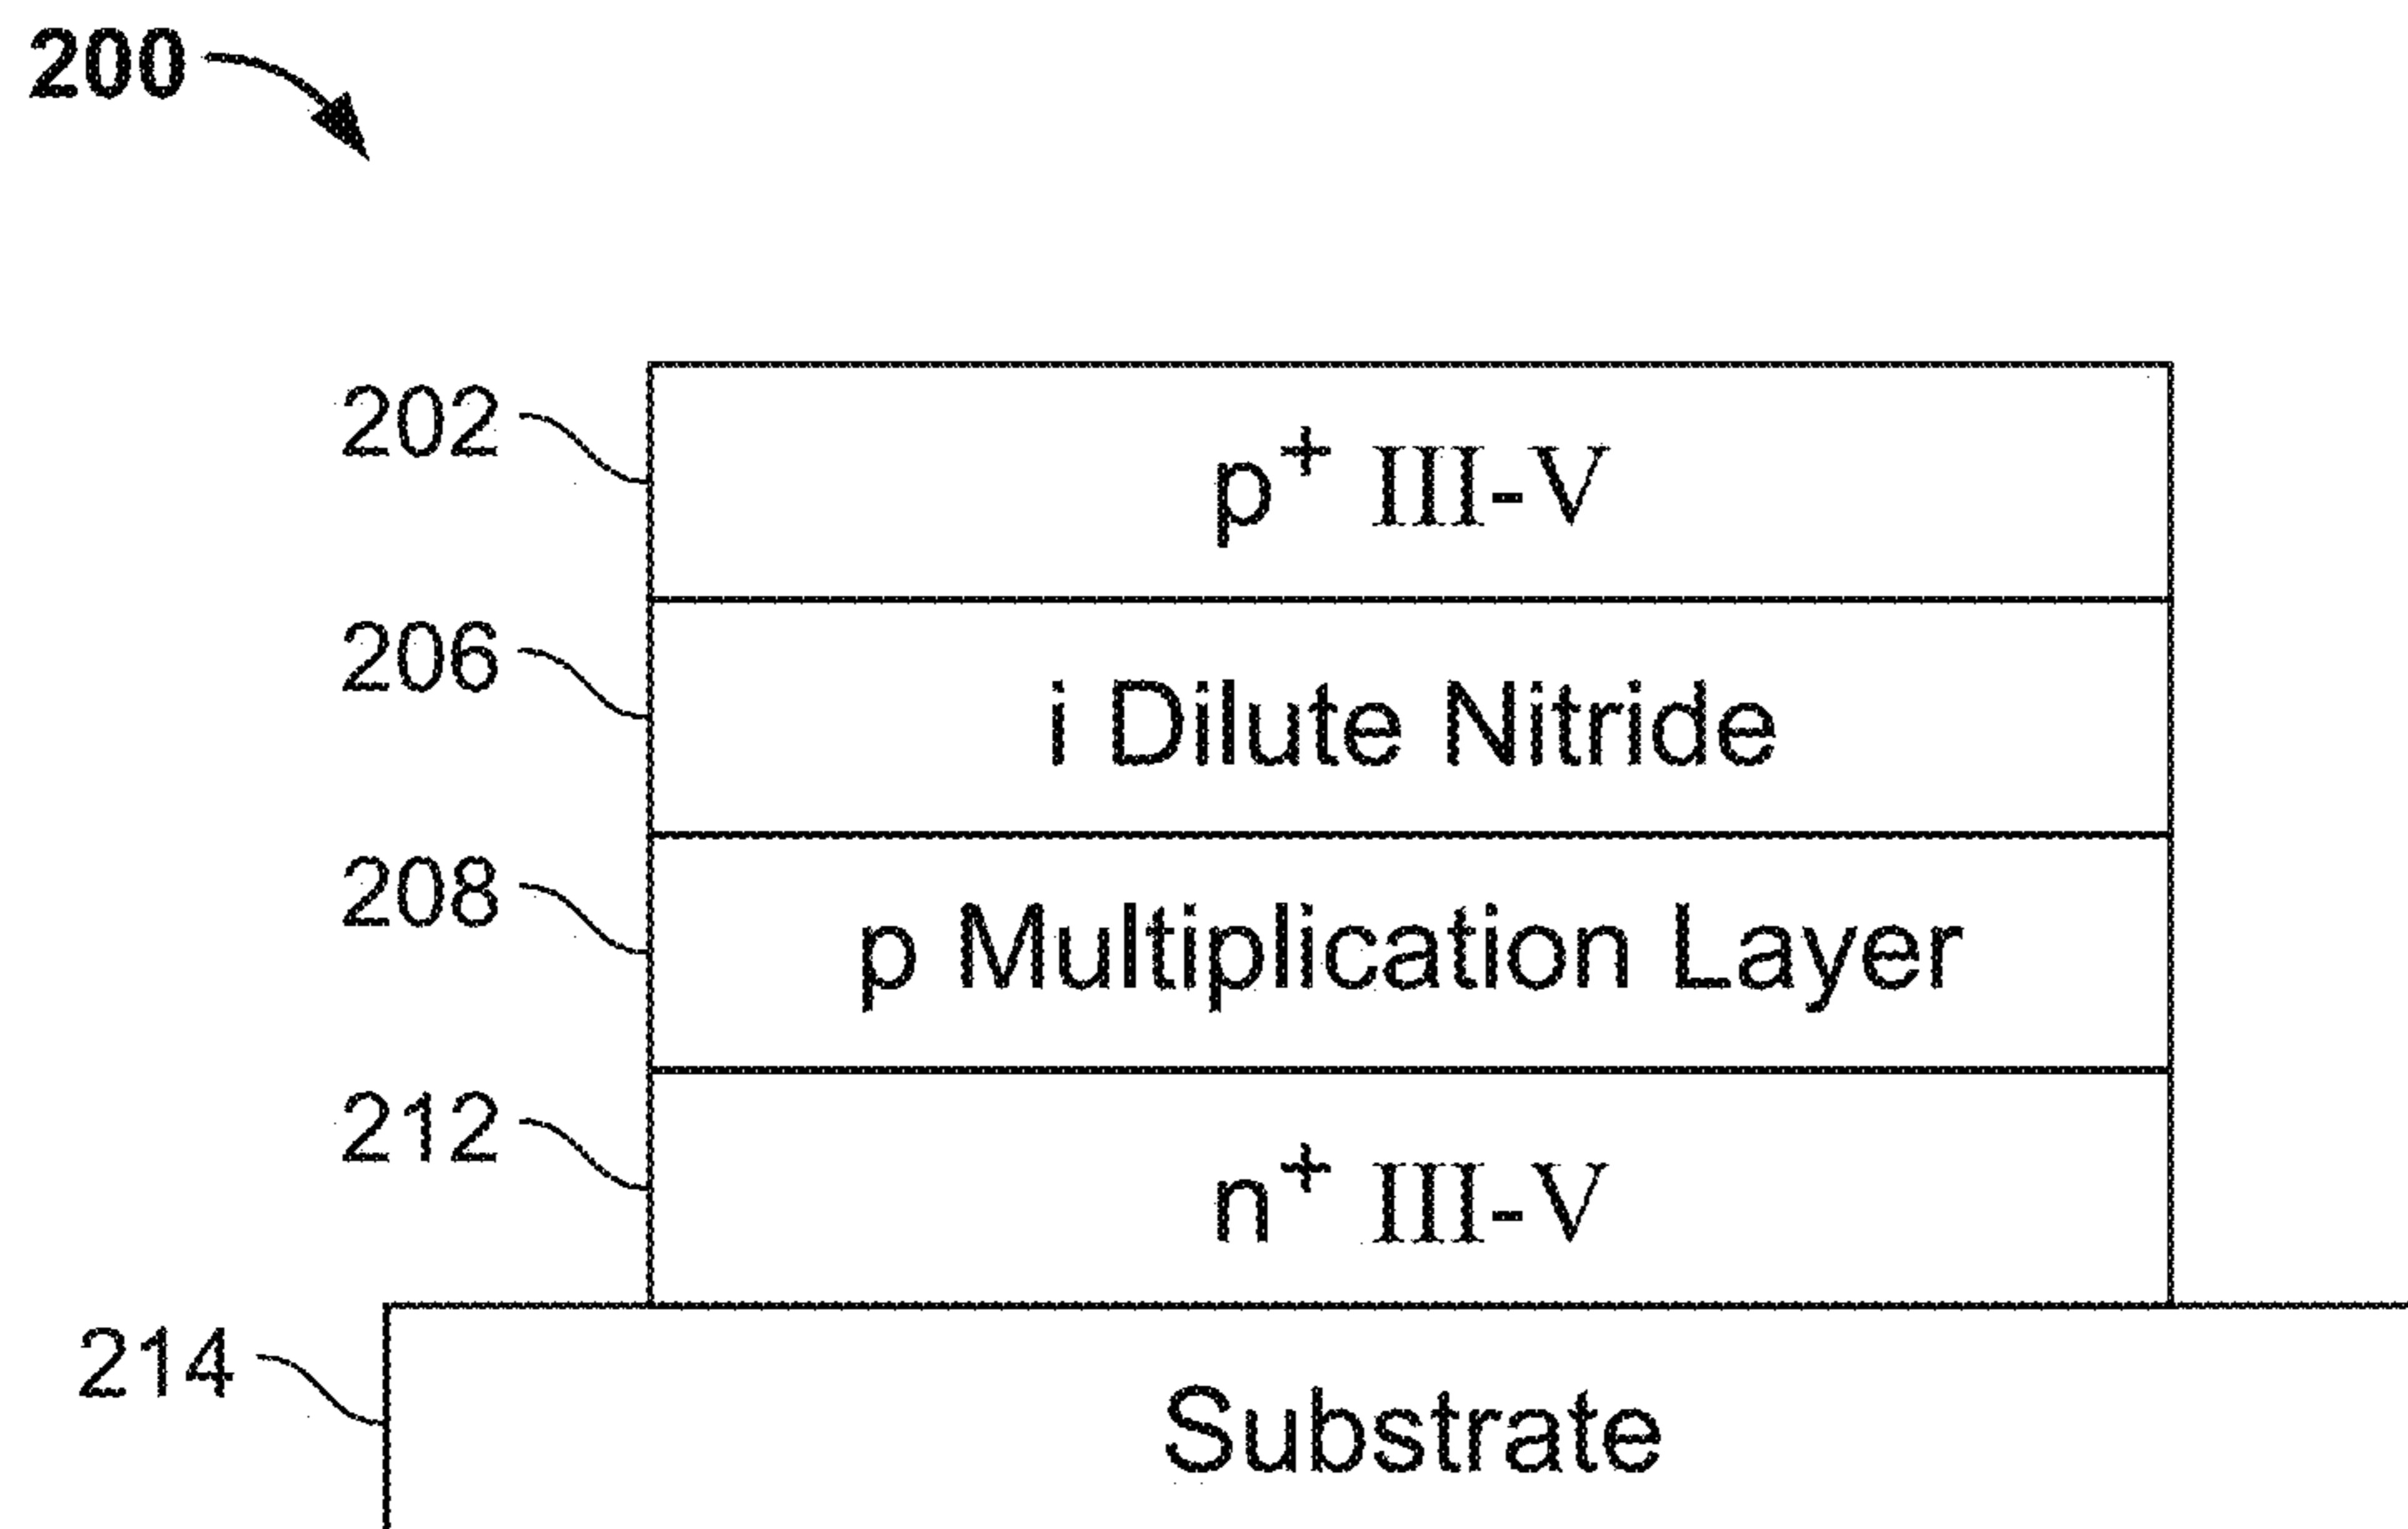 200
202
p⁺ III-V
206
i Dilute Nitride
208
p Multiplication Layer
212
n⁺ III-V
214
Substrate